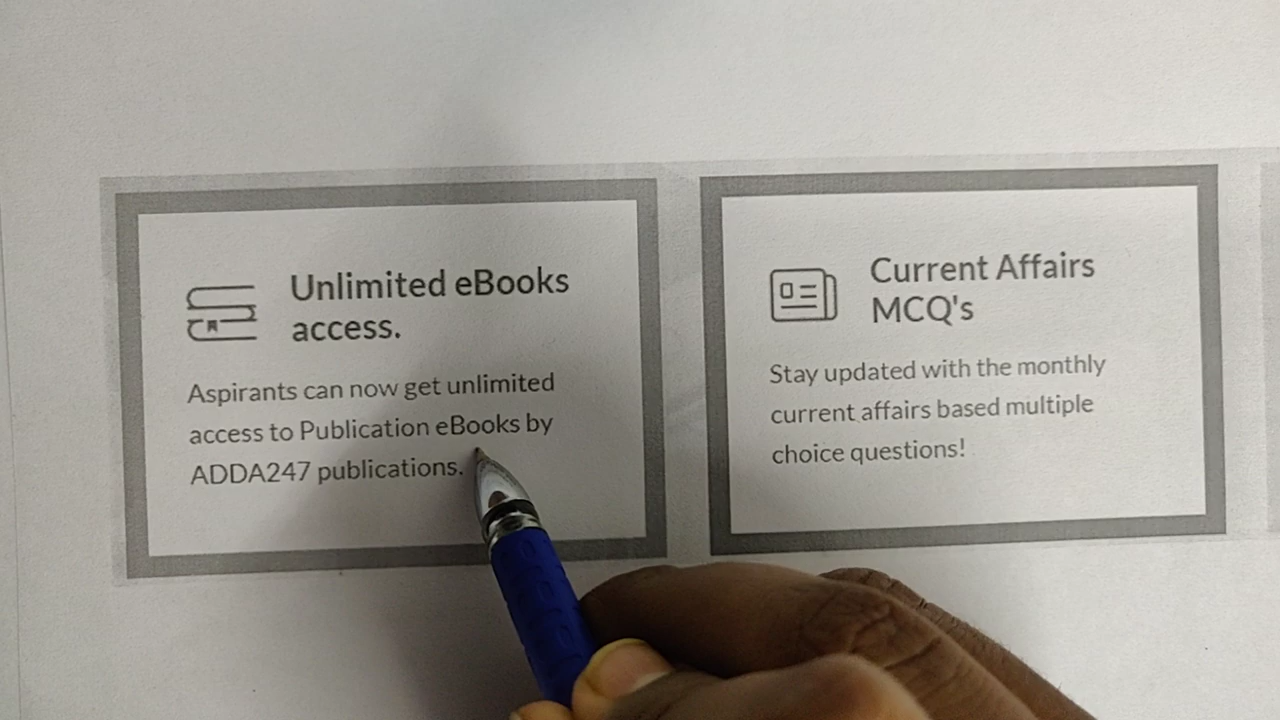 Unlimited eBooks
access.
Aspirants can now get unlimited
access to Publication eBooks by
ADDA247 publications.
Current Affairs
MCQ's
Stay updated with the monthly
current affairs based multiple
choice questions!